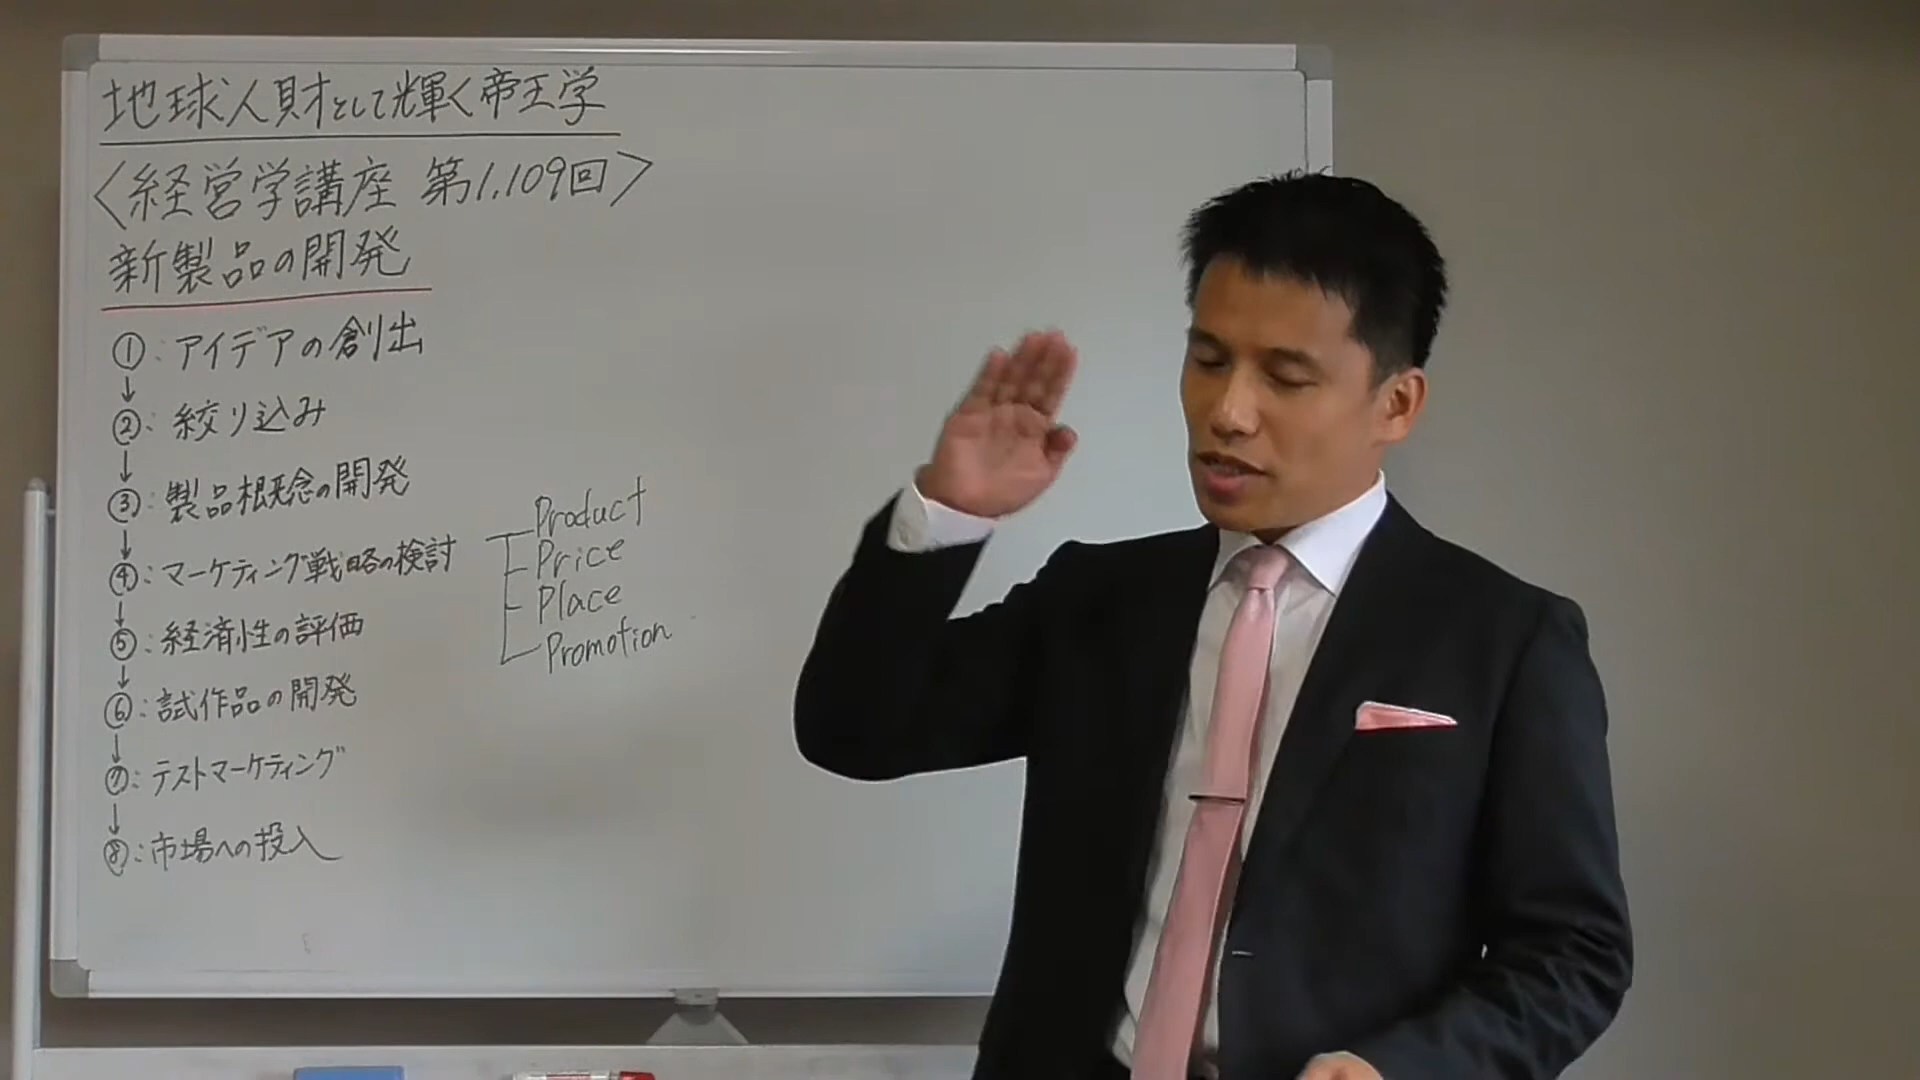 地球人財として輝く帝王学
〈経営学講座 第1,109回〉
新製品の開発
①:アイデアの創出
↓
②:絞り込み
↓
③:製品概念の開発
↓
④:マーケティング戦略の検討
Product
Price
Place
Promotion
↓
⑤:経済性の評価
↓
⑥:試作品の開発
↓
⑦:テストマーケティング
↓
⑧:市場への投入